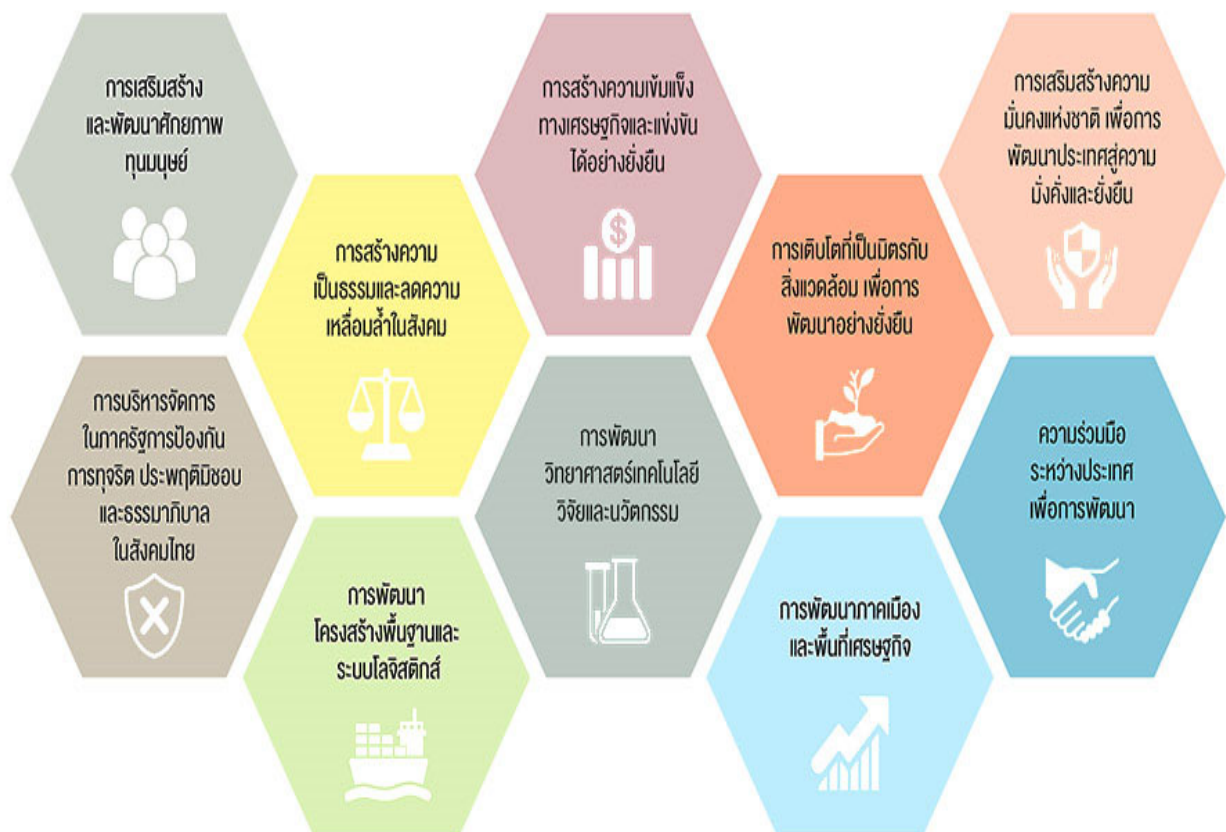 การเสริมสร้าง
และพัฒนาศักยภาพ
ทุนมนุษย์
การสร้างความ
เป็นธรรมและลดความ
เหลื่อมล้ำในสังคม
การสร้างความเข้มแข็ง
ทางเศรษฐกิจและแข่งขัน
ได้อย่างยั่งยืน
การเติบโตที่เป็นมิตรกับ
สิ่งแวดล้อม เพื่อการ
พัฒนาอย่างยั่งยืน
การเสริมสร้างความ
มั่นคงแห่งชาติ เพื่อการ
พัฒนาประเทศสู่ความ
มั่งคั่งและยั่งยืน
การบริหารจัดการ
ในภาครัฐการป้องกัน
การทุจริต ประพฤติมิชอบ
และธรรมาภิบาล
ในสังคมไทย
การพัฒนา
โครงสร้างพื้นฐานและ
ระบบโลจิสติกส์
การพัฒนา
วิทยาศาสตร์เทคโนโลยี
วิจัยและนวัตกรรม
การพัฒนาภาคเมือง
และพื้นที่เศรษฐกิจ
ความร่วมมือ
ระหว่างประเทศ
เพื่อการพัฒนา